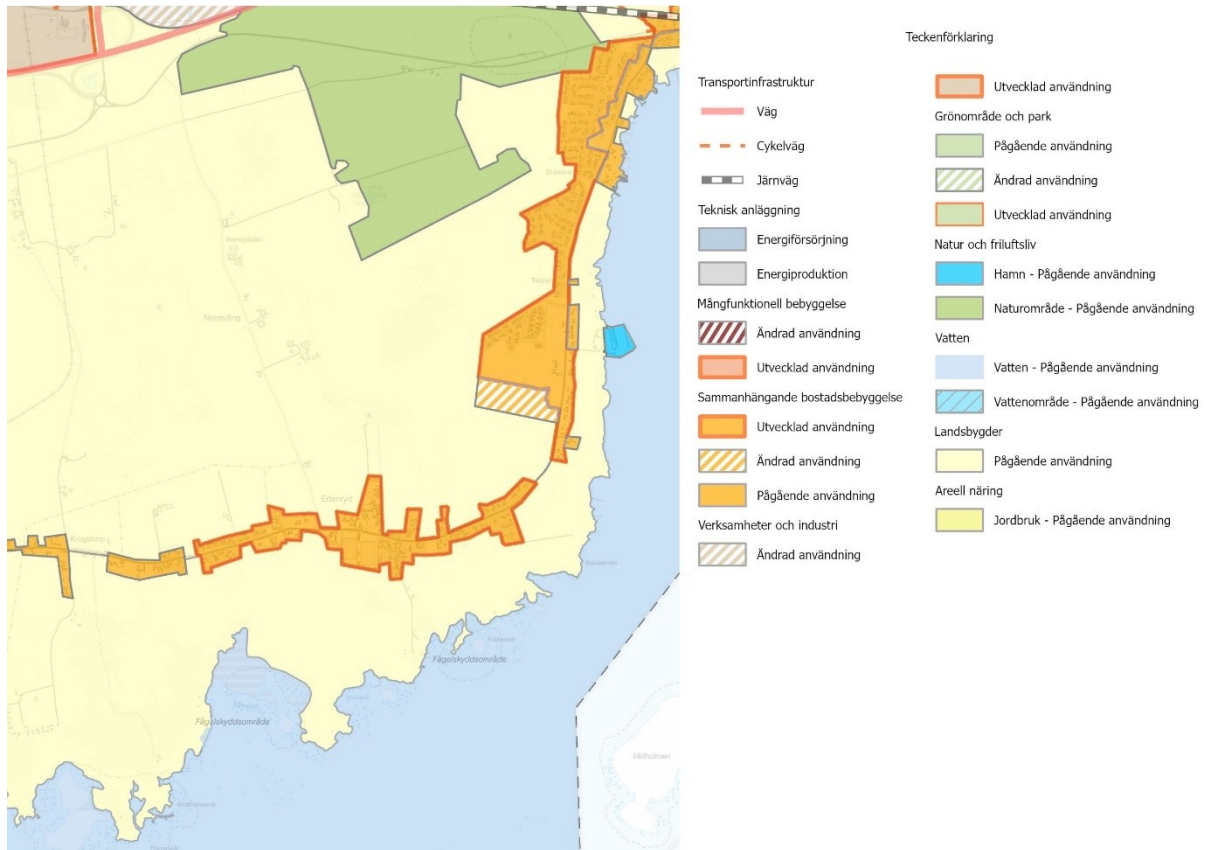 Fågelskyddsområde
Fågelskyddsområde
Teckenförklaring
Transportinfrastruktur
Väg
Cykelväg
Järnväg
Teknisk anläggning
Energiförsörjning
Energiproduktion
Mångfunktionell bebyggelse
Ändrad användning
Utvecklad användning
Sammanhängande bostadsbebyggelse
Utvecklad användning
Ändrad användning
Pågående användning
Verksamheter och industri
Ändrad användning
Utvecklad användning
Grönområde och park
Pågående användning
Ändrad användning
Utvecklad användning
Natur och friluftsliv
Hamn - Pågående användning
Naturområde - Pågående användning
Vatten
Vatten - Pågående användning
Vattenområde - Pågående användning
Landsbygder
Pågående användning
Areell näring
Jordbruk - Pågående användning